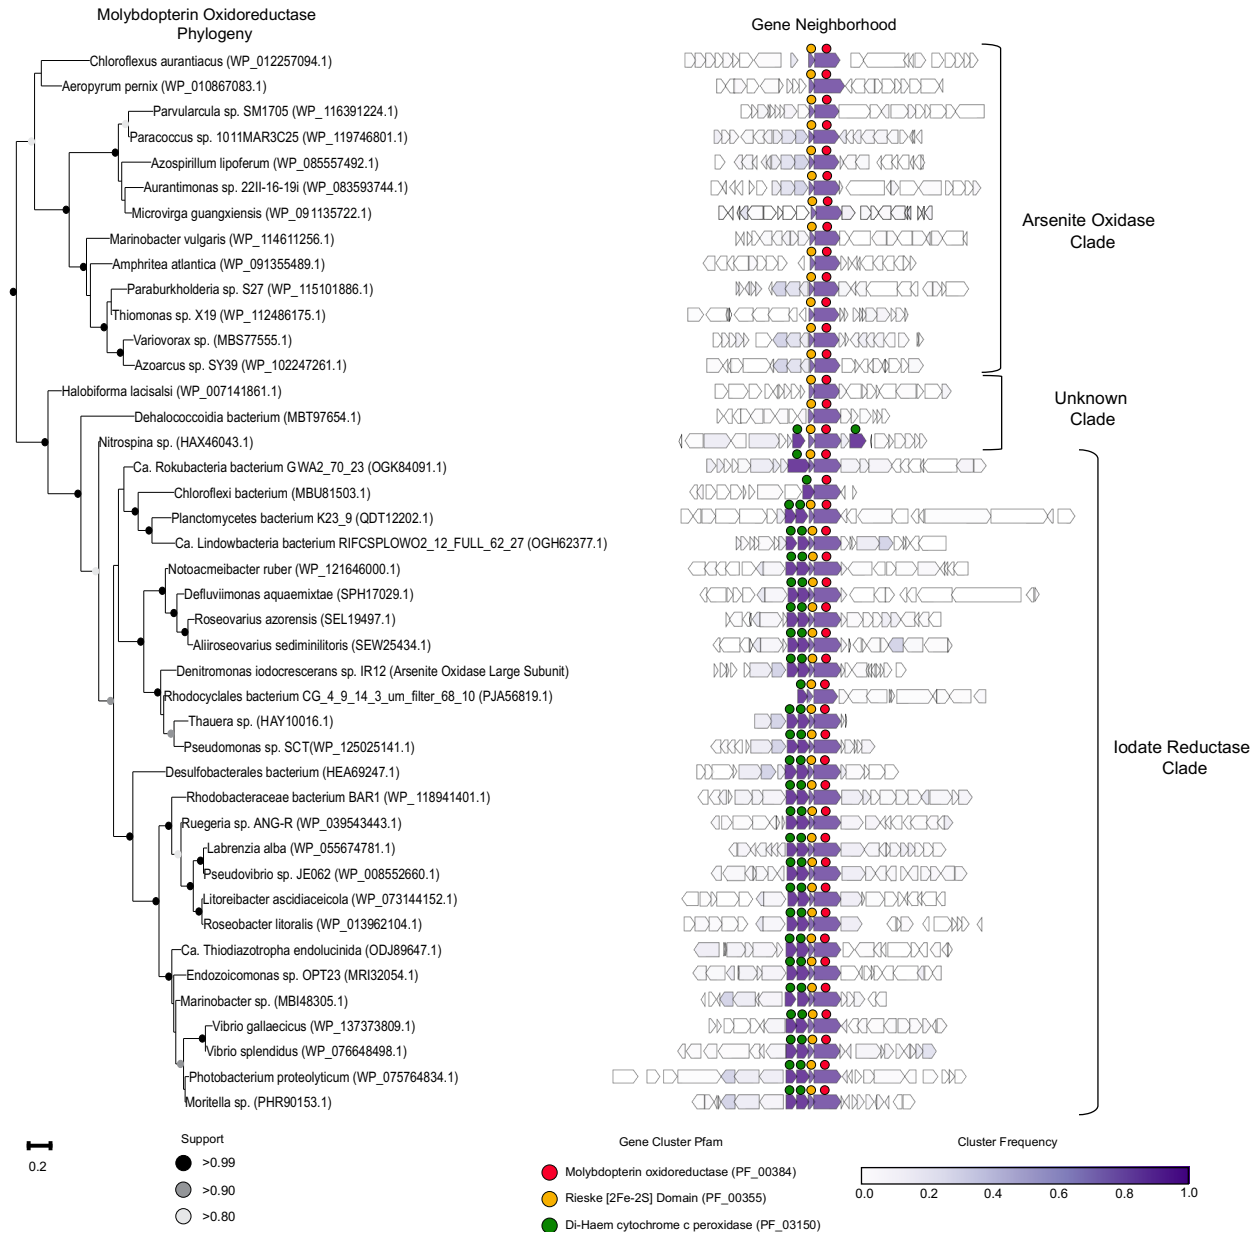 Molybdopterin Oxidoreductase
Phylogeny
Gene Neighborhood
Chloroflexus aurantiacus (WP_012257094.1)
Aeropyrum pernix (WP_010867083.1)
Parvularcula sp. SM1705 (WP_116391224.1)
Paracoccus sp. 1011MAR3C25 (WP_119746801.1)
Azospirillum lipoferum (WP_085557492.1)
Aurantimonas sp. 22II-16-19i (WP_083593744.1)
Microvirga guangxiensis (WP_091135722.1)
Marinobacter vulgaris (WP_114611256.1)
Amphritea atlantica (WP_091355489.1)
Paraburkholderia sp. S27 (WP_115101886.1)
Thiomonas sp. X19 (WP_112486175.1)
Variovorax sp. (MBS77555.1)
Azoarcus sp. SY39 (WP_102247261.1)
Arsenite Oxidase
Clade
Halobiforma lacisalsi (WP_007141861.1)
Dehalococcoidia bacterium (MBT97654.1)
Nitrospina sp. (HAX46043.1)
Unknown
Clade
Ca. Rokubacteria bacterium GWA2_70_23 (OGK84091.1)
Chloroflexi bacterium (MBU81503.1)
Planctomycetes bacterium K23_9 (QDT12202.1)
Ca. Lindowbacteria bacterium RIFCSPLOWO2_12_FULL_62_27 (OGH62377.1)
Notoacmeibacter ruber (WP_121646000.1)
Defluviimonas aquaemixtae (SPH17029.1)
Roseovarius azorensis (SEL19497.1)
Aliiroseovarius sediminilitoris (SEW25434.1)
Denitromonas iodocrescerans sp. IR12 (Arsenite Oxidase Large Subunit)
Rhodocyclales bacterium CG_4_9_14_3_um_filter_68_10 (PJA56819.1)
Thauera sp. (HAY10016.1)
Pseudomonas sp. SCT(WP_125025141.1)
Desulfobacterales bacterium (HEA69247.1)
Rhodobacteraceae bacterium BAR1 (WP_118941401.1)
Ruegeria sp. ANG-R (WP_039543443.1)
Labrenzia alba (WP_055674781.1)
Pseudovibrio sp. JE062 (WP_008552660.1)
Litoreibacter ascidiaceicola (WP_073144152.1)
Roseobacter litoralis (WP_013962104.1)
Ca. Thiodiazotropha endolucinida (ODJ89647.1)
Endozoicomonas sp. OPT23 (MRI32054.1)
Marinobacter sp. (MBI48305.1)
Vibrio gallaecicus (WP_137373809.1)
Vibrio splendidus (WP_076648498.1)
Photobacterium proteolyticum (WP_075764834.1)
Moritella sp. (PHR90153.1)
Iodate Reductase
Clade
0.2
Support
>0.99
>0.90
>0.80
Gene Cluster Pfam
Molybdopterin oxidoreductase (PF_00384)
Rieske [2Fe-2S] Domain (PF_00355)
Di-Haem cytochrome c peroxidase (PF_03150)
Cluster Frequency
0.0 0.2 0.4 0.6 0.8 1.0